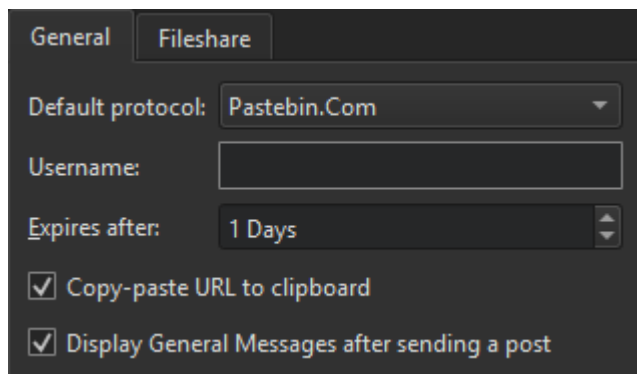 General Fileshare
Default protocol: Pastebin.Com
Username:
Expires after: 1 Days
Copy-paste URL to clipboard
Display General Messages after sending a post